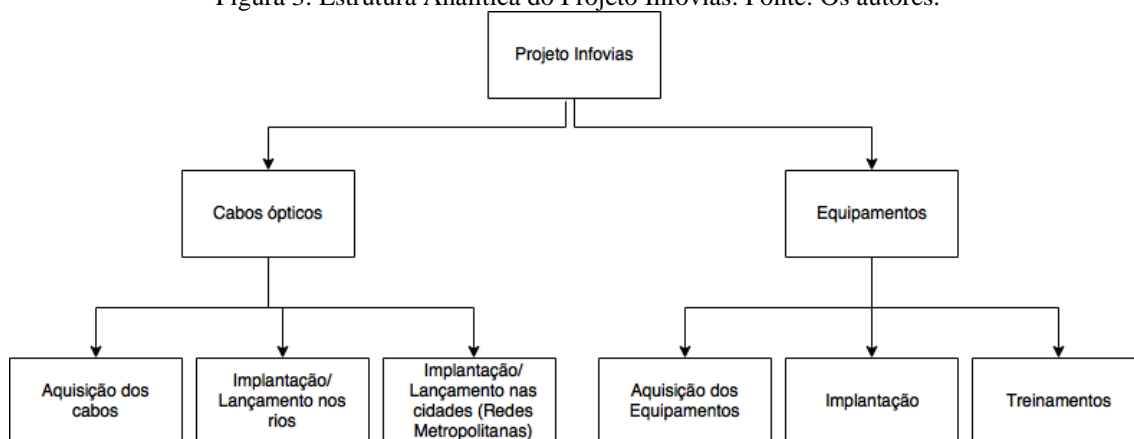 Figura 3. Estrutura Analítica do Projeto Infovias. Fonte: Os autores.
Projeto Infovias
Cabos ópticos
Equipamentos
Aquisição dos
cabos
Implantação/
Lançamento nos
rios
Implantação/
Lançamento nas
cidades (Redes
Metropolitanas)
Aquisição dos
Equipamentos
Implantação
Treinamentos